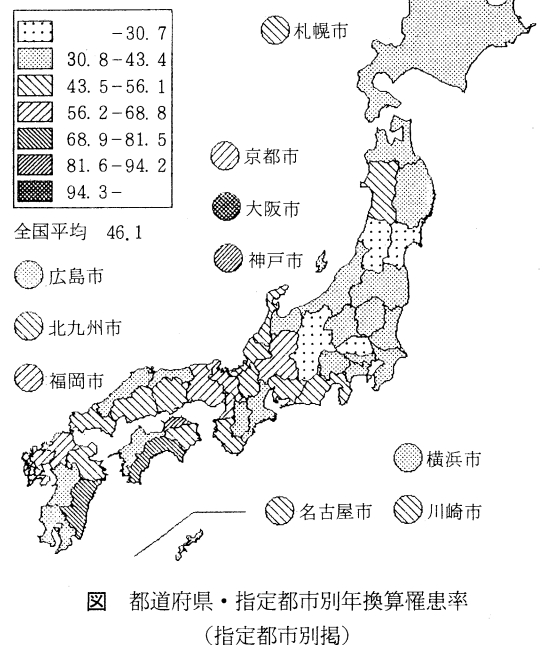 -30.7
30.8-43.4
43.5-56.1
56.2-68.8
68.9-81.5
81.6-94.2
94.3-
全国平均 46.1
札幌市
京都市
大阪市
神戸市
広島市
北九州市
福岡市
横浜市
名古屋市
川崎市
図 都道府県・指定都市別年換算罹患率
(指定都市別掲)